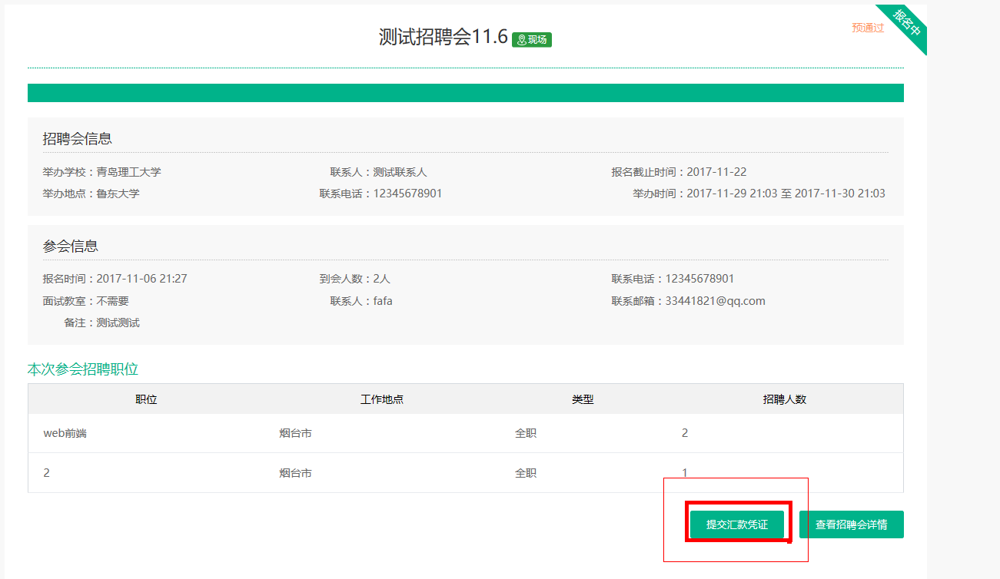 测试招聘会11.6 现场
预通过
报名中
招聘会信息
举办学校：青岛理工大学 联系人：测试联系人 报名截止时间：2017-11-22
举办地点：鲁东大学 联系电话：12345678901 举办时间：2017-11-29 21:03 至 2017-11-30 21:03
参会信息
报名时间：2017-11-06 21:27 到会人数：2人 联系电话：12345678901
面试教室：不需要 联系人：fafa 联系邮箱：33441821@qq.com
备注：测试测试
本次参会招聘职位
职位 工作地点 类型 招聘人数
web前端 烟台市 全职 2
2 烟台市 全职 1
提交汇款凭证 查看招聘会详情